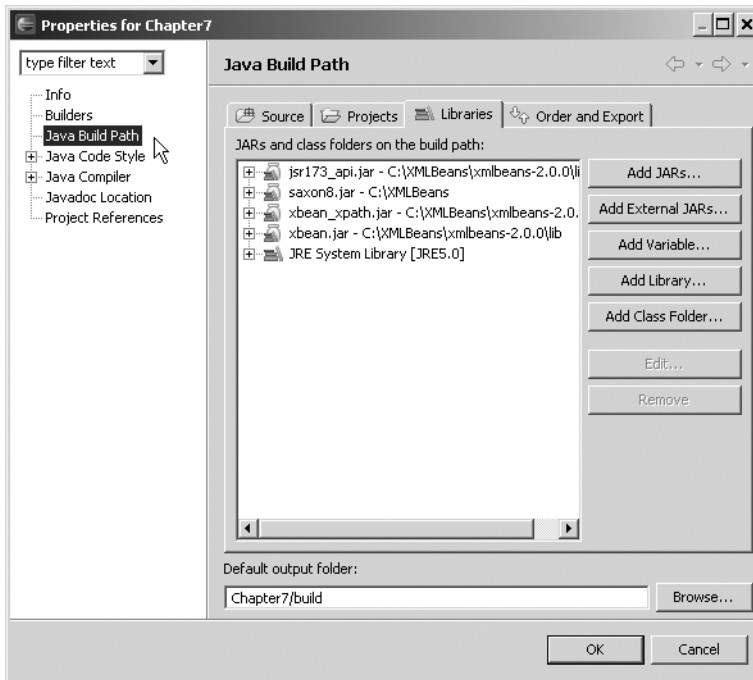 Properties for Chapter7
type filter text
Info
Builders
Java Build Path
Java Code Style
Java Compiler
Javadoc Location
Project References
Java Build Path
Source
Projects
Libraries
Order and Export
JARs and class folders on the build path:
jsr173_api.jar - C:\XMLBeans\xmlbeans-2.0.0\li
saxon8.jar - C:\XMLBeans
xbean_xpath.jar - C:\XMLBeans\xmlbeans-2.0.
xbean.jar - C:\XMLBeans\xmlbeans-2.0.0\lib
JRE System Library [JRE5.0]
Add JARs...
Add External JARs...
Add Variable...
Add Library...
Add Class Folder...
Edit...
Remove
Default output folder:
Chapter7/build
Browse...
OK
Cancel